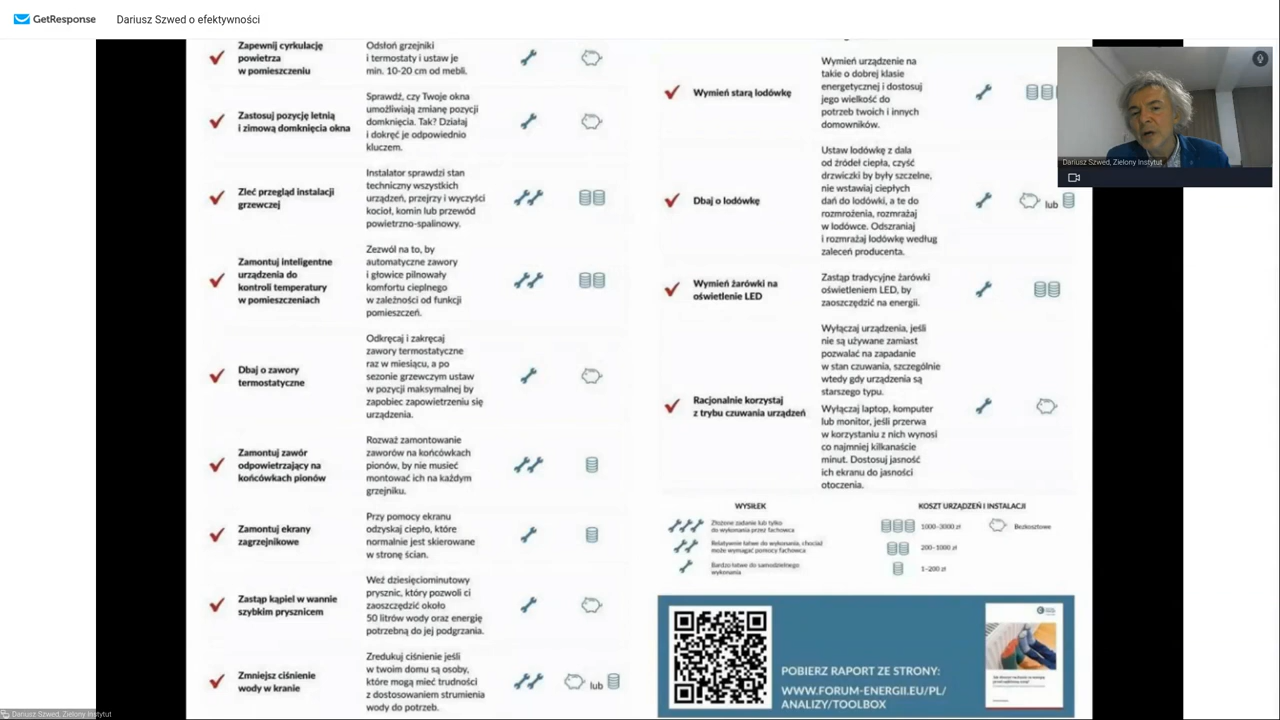 GetResponse
Dariusz Szwed o efektywności
Zapewnij cyrkulację
powietrza
w pomieszczeniu
Odsłoń grzejniki
i termostaty i ustaw je
min. 10-20 cm od mebli.
Zastosuj pozycję letnią
i zimową domknięcia okna
Sprawdź, czy Twoje okna
umożliwiają zmianę pozycji
domknięcia. Tak? Działaj
i dokręć je odpowiednio
kluczem.
Zleć przegląd instalacji
grzewczej
Instalator sprawdzi stan
techniczny wszystkich
urządzeń, przejrzy i wyczyści
kocioł, komin lub przewód
powietrzno-spalinowy.
Zamontuj inteligentne
urządzenia do
kontroli temperatury
w pomieszczeniach
Zezwól na to, by
automatyczne zawory
i głowice pilnowały
komfortu cieplnego
w zależności od funkcji
pomieszczeń.
Dbaj o zawory
termostatyczne
Odkręcaj i zakręcaj
zawory termostatyczne
raz w miesiącu, a po
sezonie grzewczym ustaw
w pozycji maksymalnej by
zapobiec zapowietrzeniu się
urządzenia.
Zamontuj zawór
odpowietrzający na
końcówkach pionów
Rozważ zamontowanie
zaworów na końcówkach
pionów, by nie musieć
montować ich na każdym
grzejniku.
Zamontuj ekrany
zagrzejnikowe
Przy pomocy ekranu
odzyskaj ciepło, które
normalnie jest skierowane
w stronę ścian.
Zastąp kąpiel w wannie
szybkim prysznicem
Weź dziesięciominutowy
prysznic, który pozwoli ci
zaoszczędzić około
50 litrów wody oraz energię
potrzebną do jej podgrzania.
Zmniejsz ciśnienie
wody w kranie
Zredukuj ciśnienie jeśli
w twoim domu są osoby,
które mogą mieć trudności
z dostosowaniem strumienia
wody do potrzeb.
lub
Wymień starą lodówkę
Wymień urządzenie na
takie o dobrej klasie
energetycznej i dostosuj
jego wielkość do
potrzeb twoich i innych
domowników.
Dbaj o lodówkę
Ustaw lodówkę z dala
od źródeł ciepła, czyść
drzwiczki by były szczelne,
nie wstawiaj ciepłych
dań do lodówki, a te do
rozmrożenia, rozmrażaj
w lodówce. Odszraniaj
i rozmrażaj lodówkę według
zaleceń producenta.
lub
Wymień żarówki na
oświetlenie LED
Zastąp tradycyjne żarówki
oświetleniem LED, by
zaoszczędzić na energii.
Racjonalnie korzystaj
z trybu czuwania urządzeń
Wyłączaj urządzenia, jeśli
nie są używane zamiast
pozwalać na zapadanie
w stan czuwania, szczególnie
wtedy gdy urządzenia są
starszego typu.
Wyłączaj laptop, komputer
lub monitor, jeśli przerwa
w korzystaniu z nich wynosi
co najmniej kilkanaście
minut. Dostosuj jasność
ich ekranu do jasności
otoczenia.
WYSIŁEK
Złożone zadanie lub tylko
do wykonania przez fachowca
Relatywnie łatwe do wykonania, chociaż
może wymagać pomocy fachowca
Bardzo łatwe do samodzielnego
wykonania
KOSZT URZĄDZEŃ I INSTALACJI
1000-3000 zł
Bezkosztowe
200-1000 zł
1-200 zł
POBIERZ RAPORT ZE STRONY:
WWW.FORUM-ENERGII.EU/PL/
ANALIZY/TOOLBOX
Dariusz Szwed, Zielony Instytut
Dariusz Szwed, Zielony Instytut